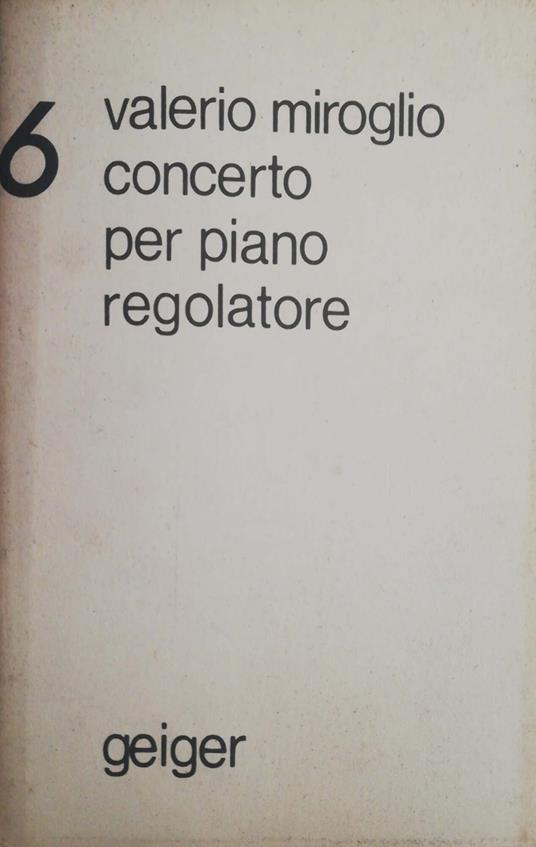 6
valerio miroglio
concerto
per piano
regolatore
geiger